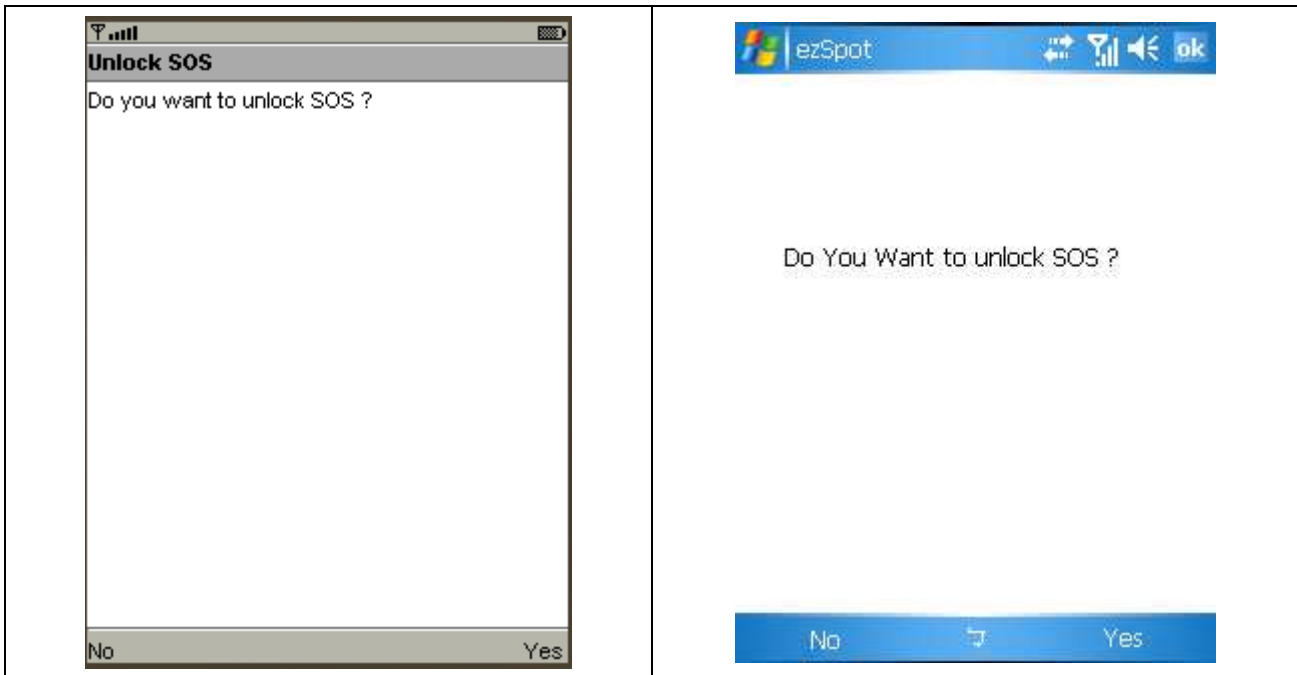 Unlock SOS
Do you want to unlock SOS ?
No Yes
ezSpot ok
Do You Want to unlock SOS ?
No Yes